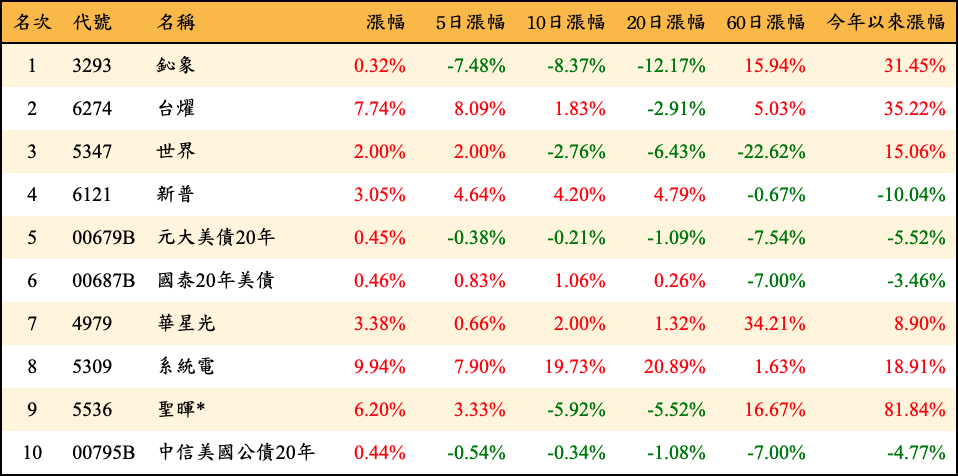 名次 代號 名稱 漲幅 5日漲幅 10日漲幅 20日漲幅 60日漲幅 今年以來漲幅
1 3293 鈊象 0.32% -7.48% -8.37% -12.17% 15.94% 31.45%
2 6274 台燿 7.74% 8.09% 1.83% -2.91% 5.03% 35.22%
3 5347 世界 2.00% 2.00% -2.76% -6.43% -22.62% 15.06%
4 6121 新普 3.05% 4.64% 4.20% 4.79% -0.67% -10.04%
5 00679B 元大美債20年 0.45% -0.38% -0.21% -1.09% -7.54% -5.52%
6 00687B 國泰20年美債 0.46% 0.83% 1.06% 0.26% -7.00% -3.46%
7 4979 華星光 3.38% 0.66% 2.00% 1.32% 34.21% 8.90%
8 5309 系統電 9.94% 7.90% 19.73% 20.89% 1.63% 18.91%
9 5536 聖暉* 6.20% 3.33% -5.92% -5.52% 16.67% 81.84%
10 00795B 中信美國公債20年 0.44% -0.54% -0.34% -1.08% -7.00% -4.77%